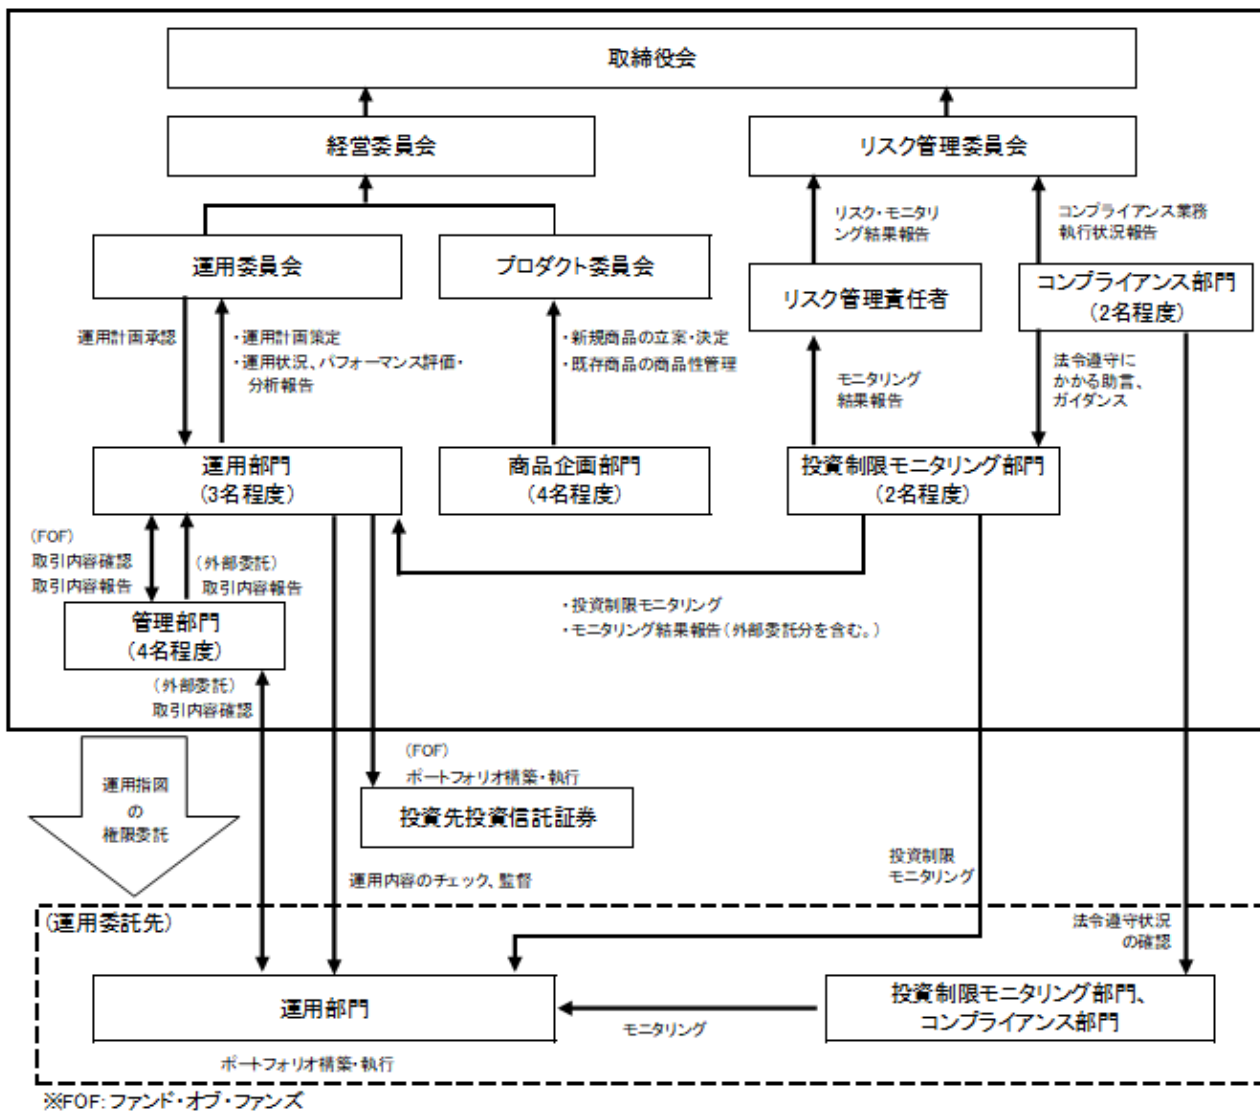 取締役会
経営委員会
リスク管理委員会
リスク・モニタリ
ング結果報告
コンプライアンス業務
執行状況報告
運用委員会
プロダクト委員会
リスク管理責任者
コンプライアンス部門
(2名程度)
運用計画承認
・運用計画策定
・運用状況、パフォーマンス評価・
分析報告
・新規商品の立案・決定
・既存商品の商品性管理
モニタリング
結果報告
法令遵守に
かかる助言、
ガイダンス
運用部門
(3名程度)
商品企画部門
(4名程度)
投資制限モニタリング部門
(2名程度)
(FOF)
取引内容確認
取引内容報告
(外部委託)
取引内容報告
・投資制限モニタリング
・モニタリング結果報告(外部委託分を含む。)
管理部門
(4名程度)
(外部委託)
取引内容確認
運用指図
の
権限委託
(FOF)
ポートフォリオ構築・執行
投資先投資信託証券
運用内容のチェック、監督
投資制限
モニタリング
法令遵守状況
の確認
(運用委託先)
運用部門
モニタリング
投資制限モニタリング部門、
コンプライアンス部門
ポートフォリオ構築・執行
※FOF:ファンド・オブ・ファンズ